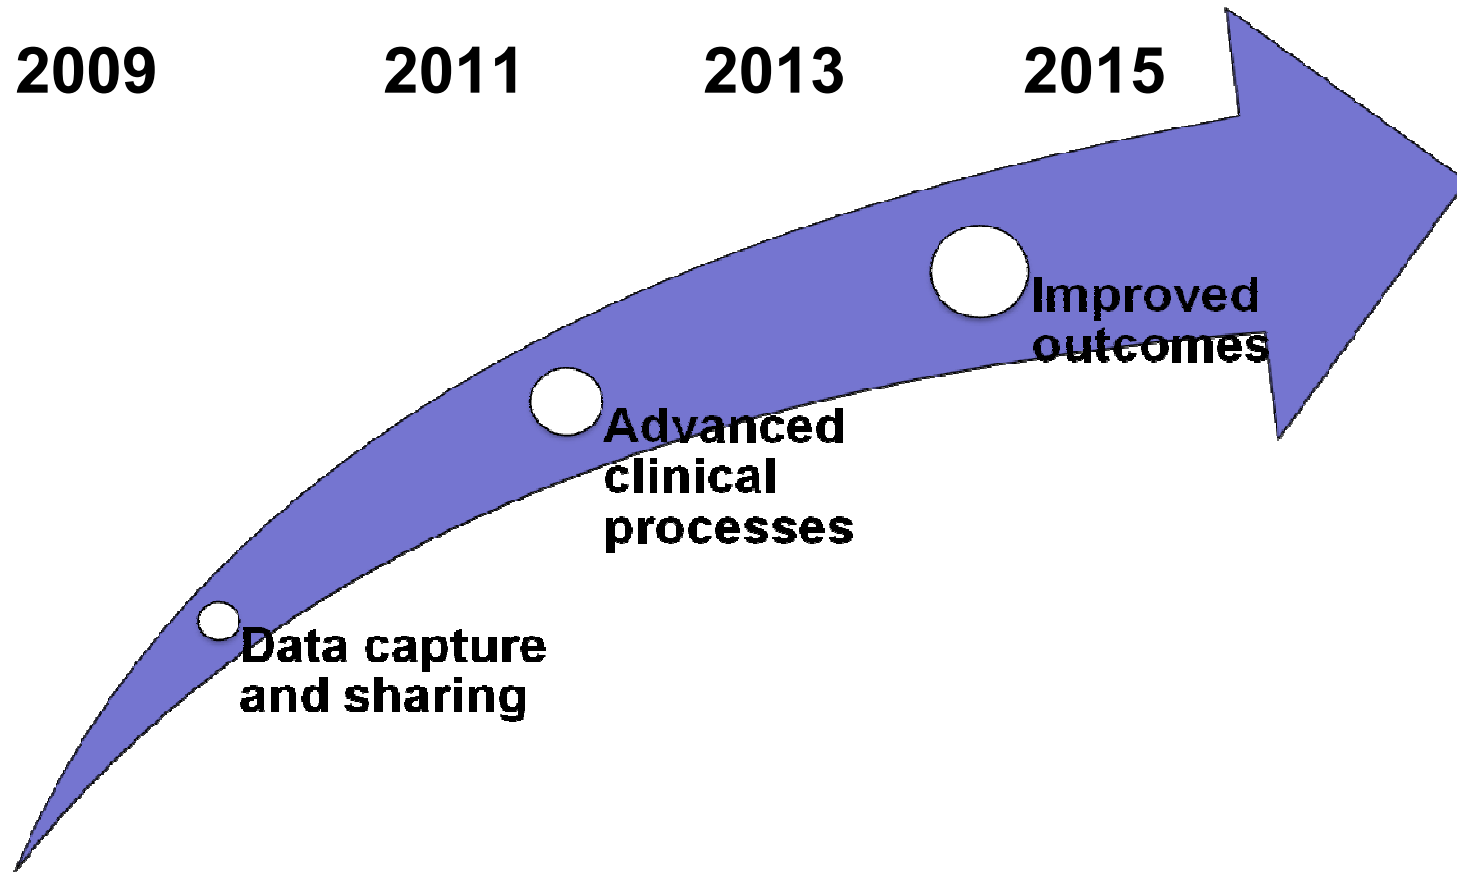 2009 2011 2013 2015
Improved
outcomes
Advanced
clinical
processes
Data capture
and sharing